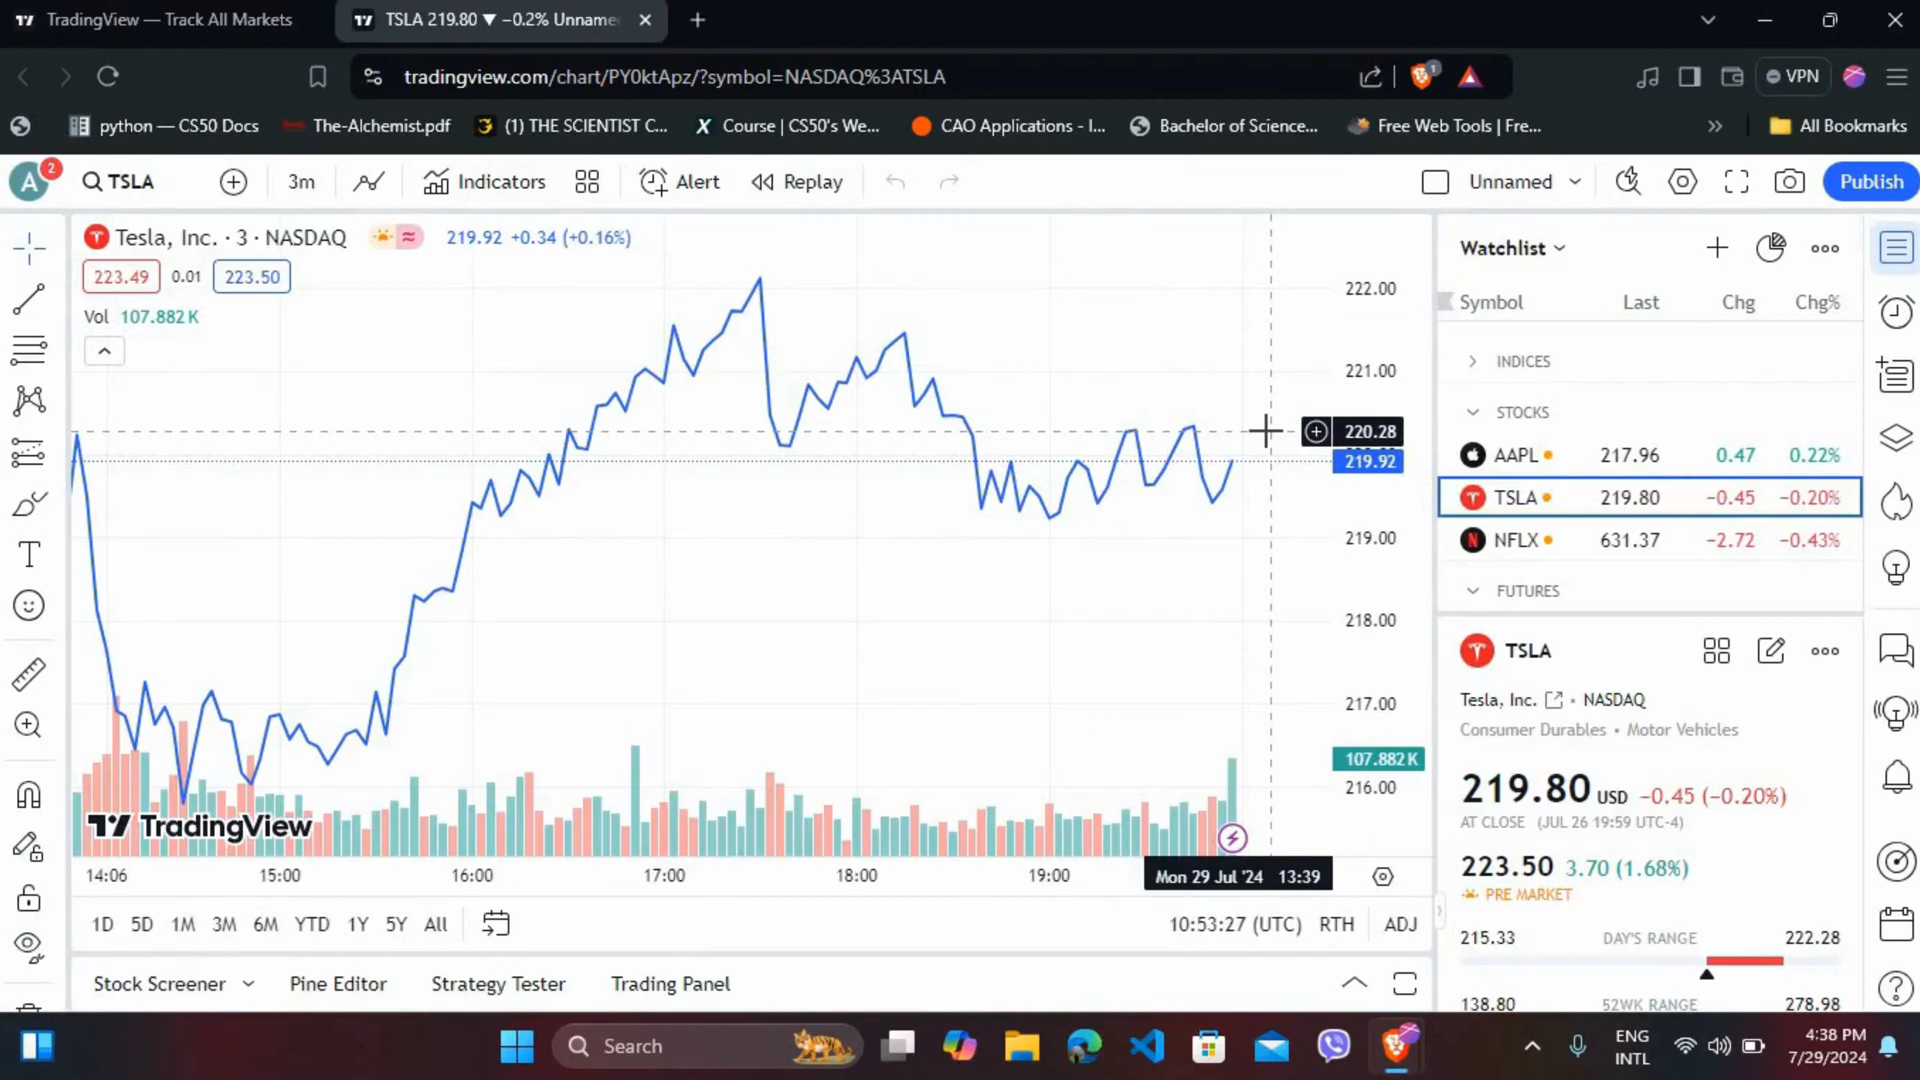 TradingView — Track All Markets
TSLA 219.80 ▼ −0.2% Unname
tradingview.com/chart/PY0ktApz/?symbol=NASDAQ%3ATSLA
1
VPN
python — CS50 Docs
The-Alchemist.pdf
(1) THE SCIENTIST C...
Course | CS50's We...
CAO Applications - I...
Bachelor of Science...
Free Web Tools | Fre...
All Bookmarks
A 2
TSLA
3m
Indicators
Alert
Replay
Unnamed
Publish
Tesla, Inc. · 3 · NASDAQ
219.92 +0.34 (+0.16%)
223.49 0.01 223.50
Vol 107.882 K
222.00
221.00
220.28
219.92
219.00
218.00
217.00
107.882 K
216.00
TradingView
14:06 15:00 16:00 17:00 18:00 19:00 Mon 29 Jul '24 13:39
1D 5D 1M 3M 6M YTD 1Y 5Y All
10:53:27 (UTC) RTH ADJ
Stock Screener Pine Editor Strategy Tester Trading Panel
Watchlist
Symbol Last Chg Chg%
INDICES
STOCKS
AAPL 217.96 0.47 0.22%
TSLA 219.80 −0.45 −0.20%
NFLX 631.37 −2.72 −0.43%
FUTURES
TSLA
Tesla, Inc. • NASDAQ
Consumer Durables • Motor Vehicles
219.80 USD −0.45 (−0.20%)
AT CLOSE (JUL 26 19:59 UTC-4)
223.50 3.70 (1.68%)
PRE MARKET
215.33 DAY'S RANGE 222.28
138.80 52WK RANGE 278.98
Search
ENG
INTL
4:38 PM
7/29/2024